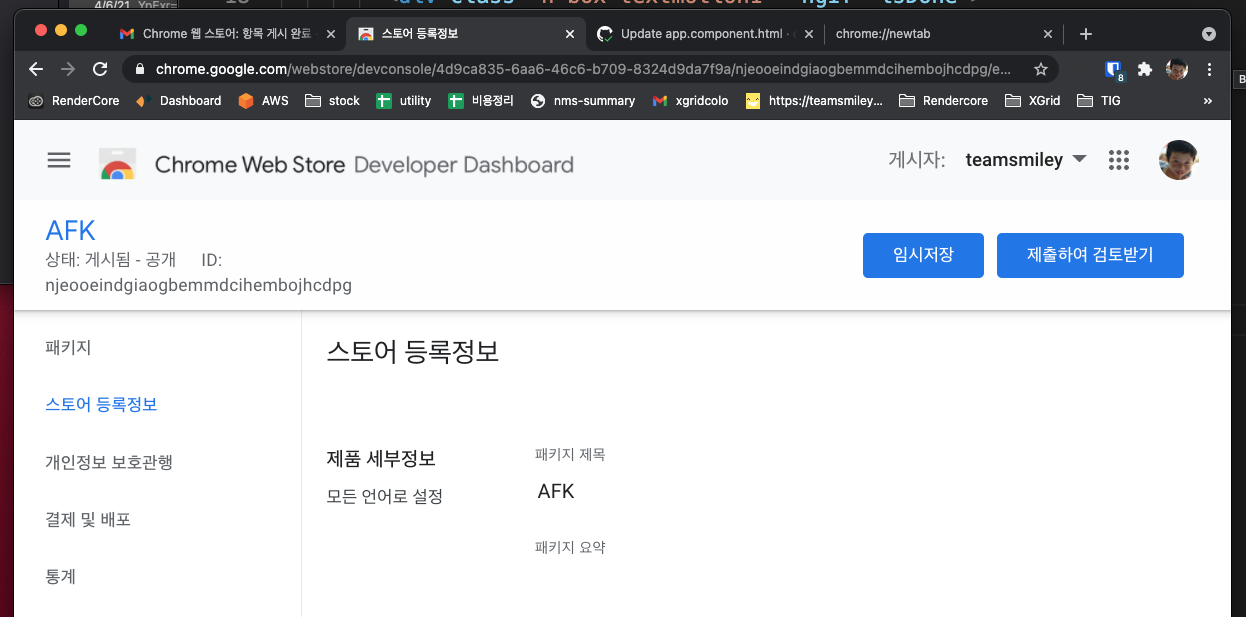 4/6/21
Chrome 웹 스토어: 항목 게시 완료
스토어 등록정보
Update app.component.html ·
chrome://newtab
chrome.google.com/webstore/devconsole/4d9ca835-6aa6-46c6-b709-8324d9da7f9a/njeooeindgiaogbemmdcihembojhcdpg/e...
8
RenderCore
Dashboard
AWS
stock
utility
비용정리
nms-summary
xgridcolo
https://teamsmiley...
Rendercore
XGrid
TIG
»
Chrome Web Store Developer Dashboard
게시자:
teamsmiley
AFK
상태: 게시됨 - 공개 ID:
njeooeindgiaogbemmdcihembojhcdpg
임시저장
제출하여 검토받기
패키지
스토어 등록정보
개인정보 보호관행
결제 및 배포
통계
스토어 등록정보
제품 세부정보
모든 언어로 설정
패키지 제목
AFK
패키지 요약